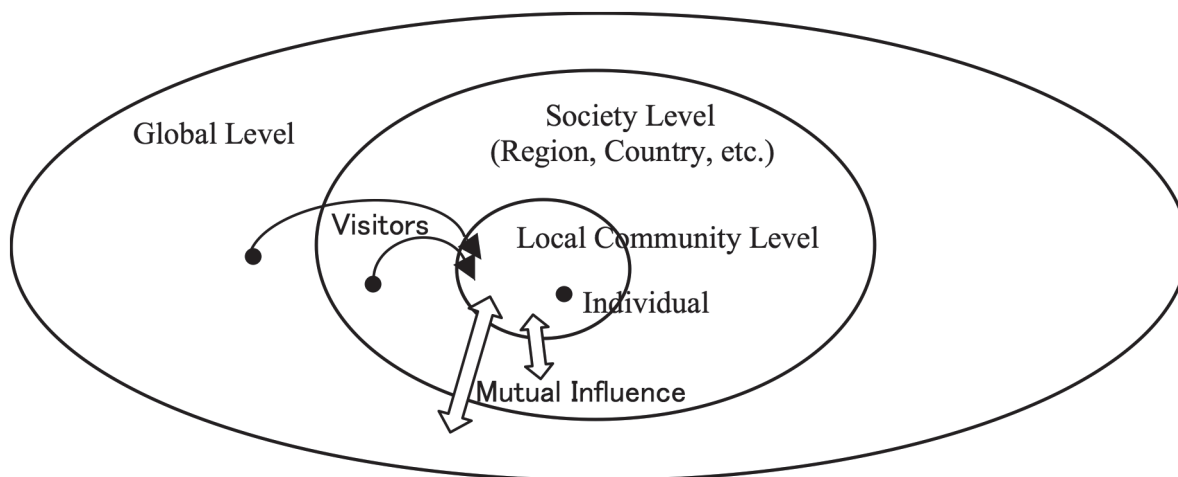 Global Level
Society Level
(Region, Country, etc.)
Visitors
Local Community Level
Individual
Mutual Influence